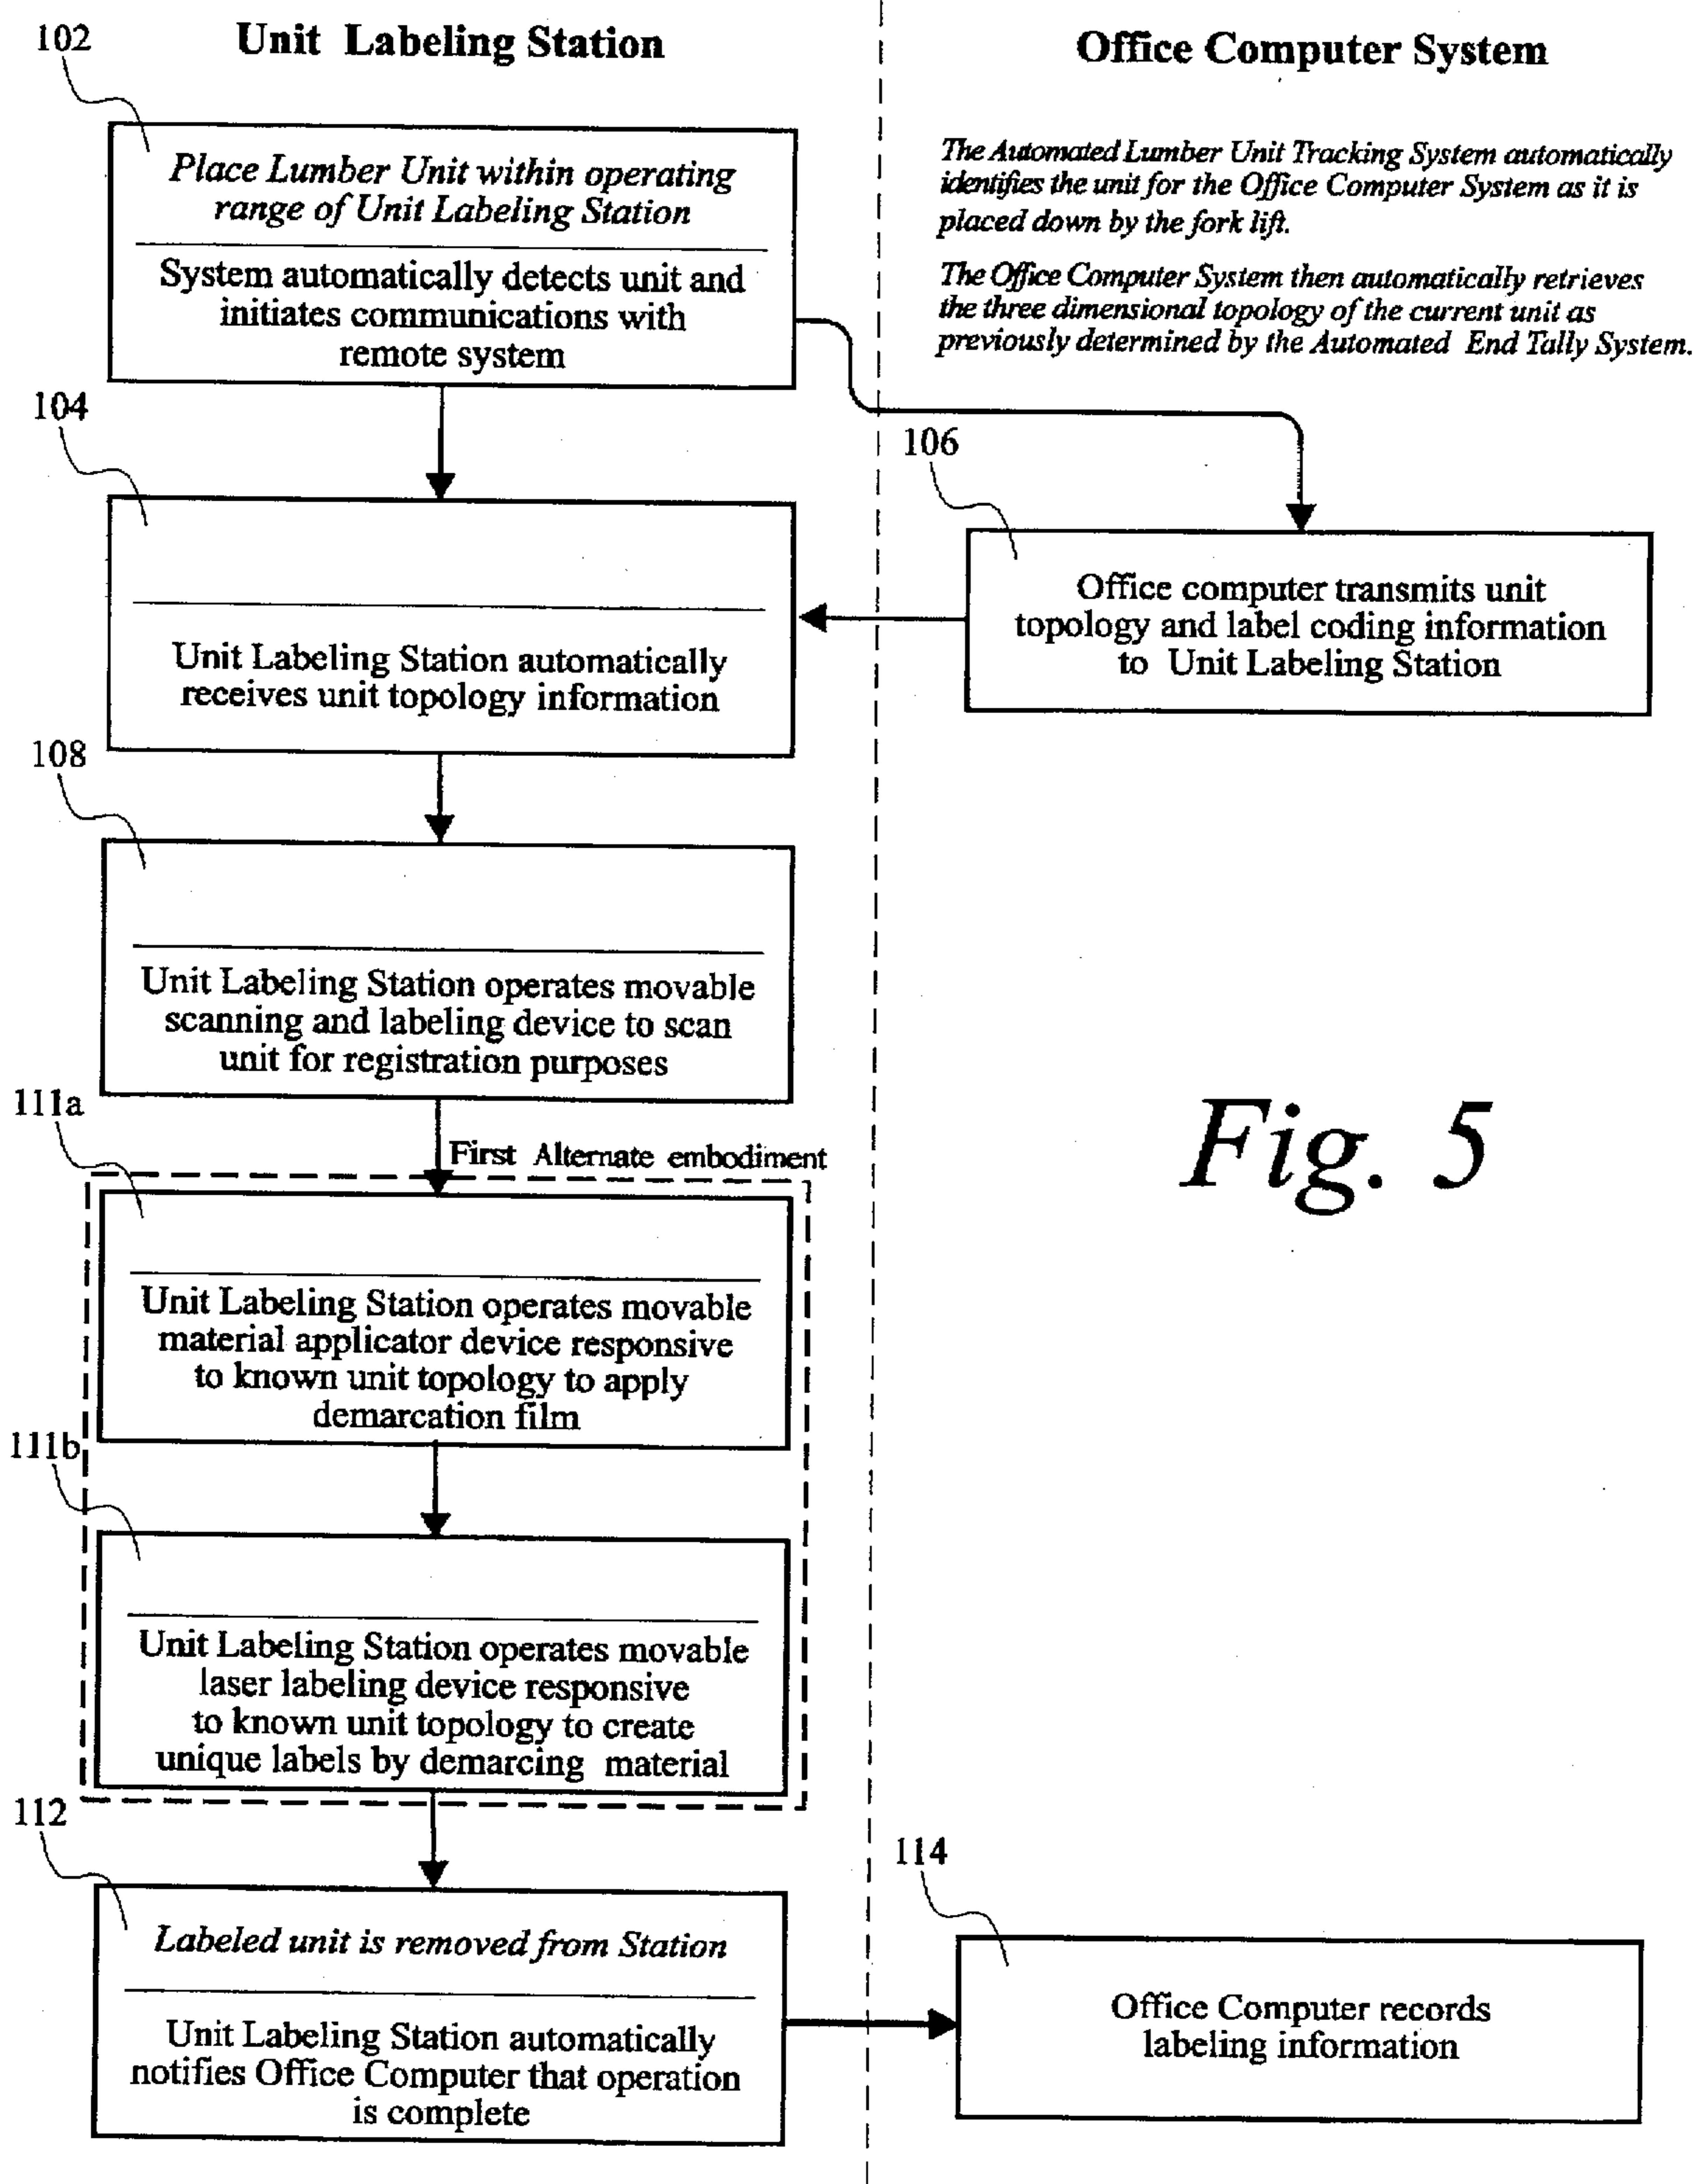 102
Unit Labeling Station
Office Computer System
Place Lumber Unit within operating
range of Unit Labeling Station
System automatically detects unit and
initiates communications with
remote system
The Automated Lumber Unit Tracking System automatically
identifies the unit for the Office Computer System as it is
placed down by the fork lift.
The Office Computer System then automatically retrieves
the three dimensional topology of the current unit as
previously determined by the Automated End Tally System.
104
Unit Labeling Station automatically
receives unit topology information
106
Office computer transmits unit
topology and label coding information
to Unit Labeling Station
108
Unit Labeling Station operates movable
scanning and labeling device to scan
unit for registration purposes
Fig. 5
111a
First Alternate embodiment
Unit Labeling Station operates movable
material applicator device responsive
to known unit topology to apply
demarcation film
111b
Unit Labeling Station operates movable
laser labeling device responsive
to known unit topology to create
unique labels by demarcing material
112
Labeled unit is removed from Station
Unit Labeling Station automatically
notifies Office Computer that operation
is complete
114
Office Computer records
labeling information